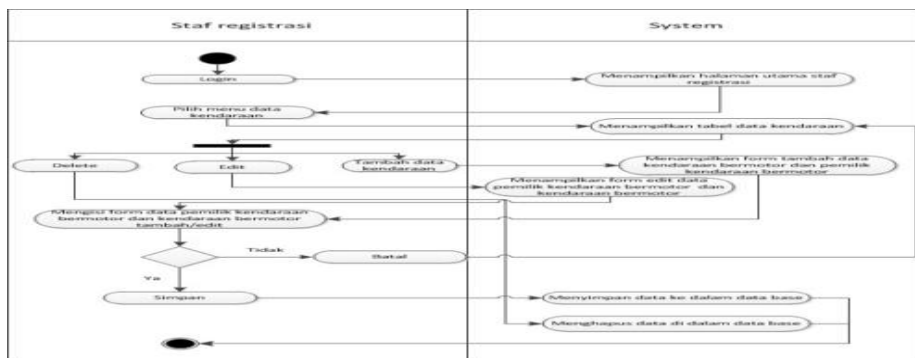 Staf registrasi
System
Login
Menampilkan halaman utama staf
registrasi
Pilih menu data
kendaraan
Menampilkan tabel data kendaraan
Delete
Edit
Tambah data
kendaraan
Menampilkan form tambah data
kendaraan bermotor dan pemilik
kendaraan bermotor
Menampilkan form edit data
pemilik kendaraan bermotor dan
kendaraan bermotor
Mengisi form data pemilik kendaraan
bermotor dan kendaraan bermotor
tambah/edit
Tidak
Batal
Ya
Simpan
Menyimpan data ke dalam data base
Menghapus data di dalam data base